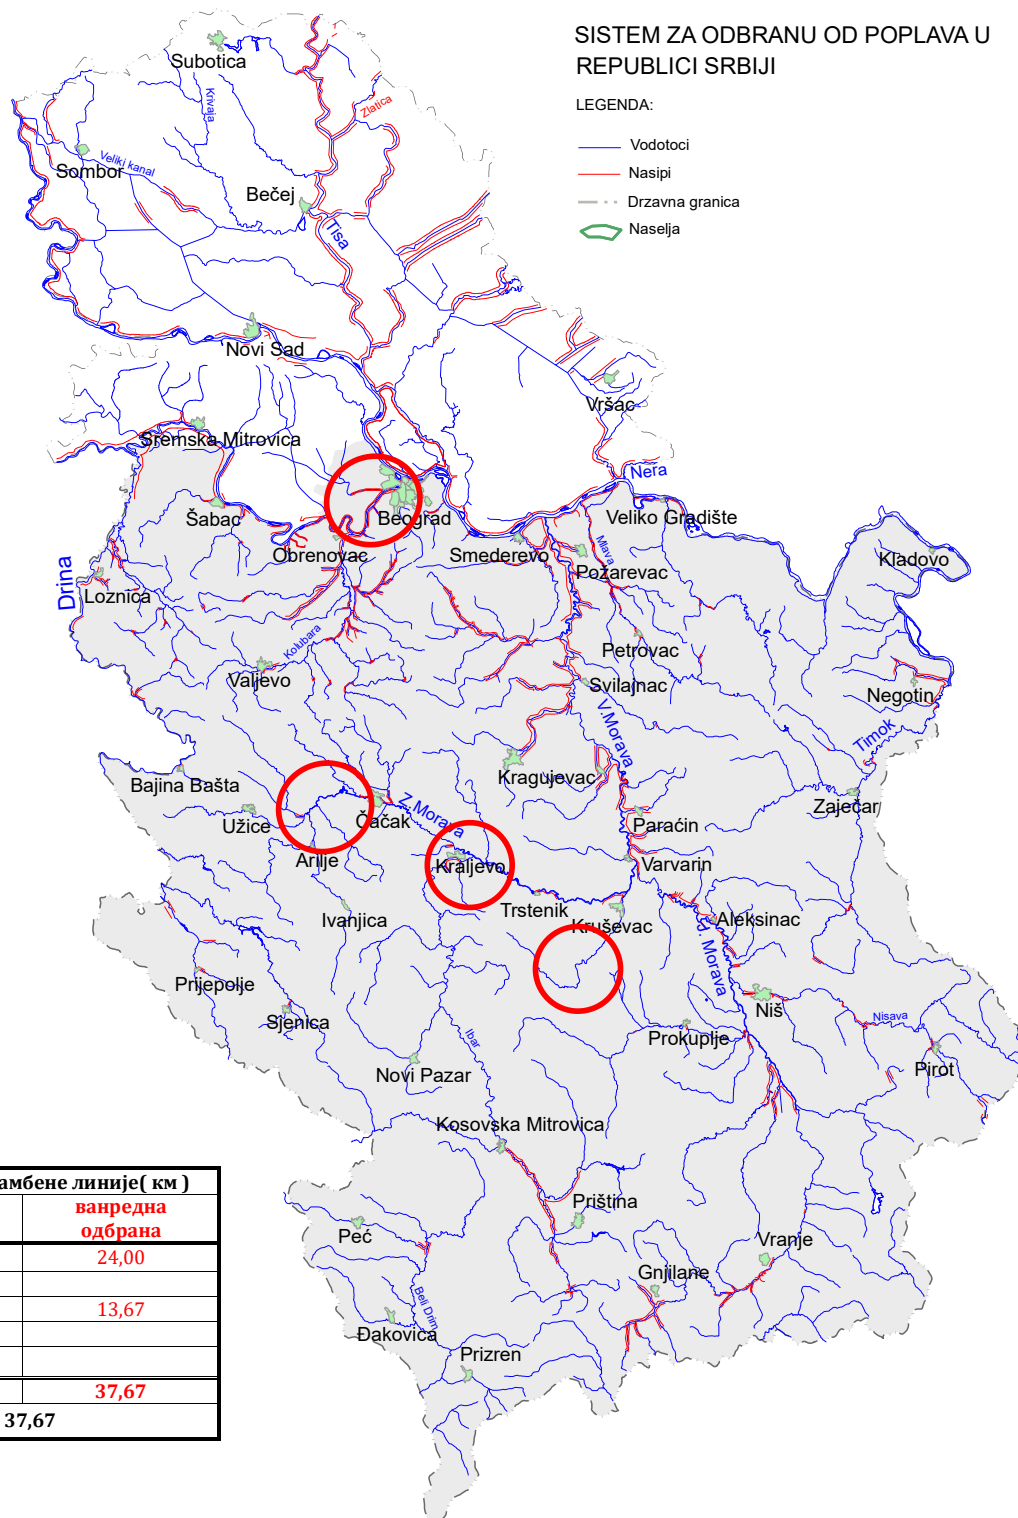 SISTEM ZA ODBRANU OD POPLAVA U
REPUBLICI SRBIJI
LEGENDA:
Vodotoci
Nasipi
Drzavna granica
Naselja
Subotica
Krivaja
Zlatica
Sombor
Veliki kanal
Bečej
Tisa
Novi Sad
Vršac
Sremska Mitrovica
Nera
Šabac
Beograd
Veliko Gradište
Obrenovac
Smederevo
Mlava
Požarevac
Kladovo
Drina
Loznica
Kolubara
Petrovac
Valjevo
Svilajnac
Negotin
V.Morava
Timok
Bajina Bašta
Kragujevac
Zaječar
Užice
Čačak
Z.Morava
Paraćin
Arilje
Kraljevo
Varvarin
Ivanjica
Trstenik
Kruševac
Aleksinac
J. Morava
Prijepolje
Niš
Sjenica
Ibar
Prokuplje
Nisava
Pirot
Novi Pazar
Kosovska Mitrovica
Priština
Peć
Vranje
Gnjilane
Beli Drim
Đakovica
Prizren
амбене линије( км )
ванредна
одбрана
24,00
13,67
37,67
37,67